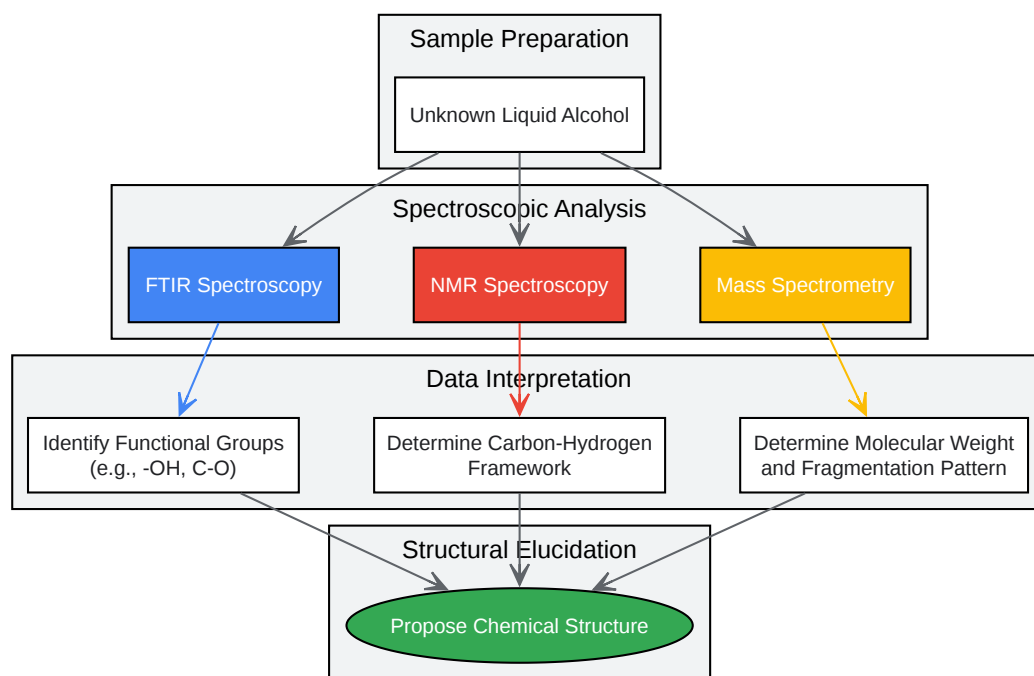 Sample Preparation
Unknown Liquid Alcohol
Spectroscopic Analysis
FTIR Spectroscopy
NMR Spectroscopy
Mass Spectrometry
Data Interpretation
Identify Functional Groups
(e.g., -OH, C-O)
Determine Carbon-Hydrogen
Framework
Determine Molecular Weight
and Fragmentation Pattern
Structural Elucidation
Propose Chemical Structure